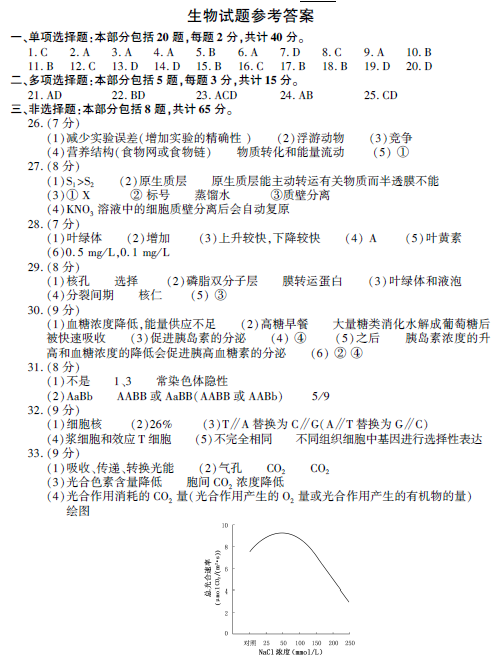 生物试题参考答案
一、单项选择题:本部分包括20题,每题2分,共计40分。
1. C 2. A 3. A 4. A 5. B 6. A 7. D 8. C 9. A 10. B
11. B 12. C 13. D 14. D 15. B 16. C 17. B 18. B 19. D 20. D
二、多项选择题:本部分包括5题,每题3分,共计15分。
21. AD 22. BD 23. ACD 24. AB 25. CD
三、非选择题:本部分包括8题,共计65分。
26. (7分)
(1)减少实验误差(增加实验的精确性) (2)浮游动物 (3)竞争
(4)营养结构(食物网或食物链) 物质转化和能量流动 (5) ①
27. (8分)
(1)S₁>S₂ (2)原生质层 原生质层能主动转运有关物质而半透膜不能
(3)① X ② 标号 蒸馏水 ③质壁分离
(4)KNO₃ 溶液中的细胞质壁分离后会自动复原
28. (7分)
(1)叶绿体 (2)增加 (3)上升较快,下降较快 (4) A (5)叶黄素
(6)0.5 mg/L,0.1 mg/L
29. (8分)
(1)核孔 选择 (2)磷脂双分子层 膜转运蛋白 (3)叶绿体和液泡
(4)分裂间期 核仁 (5) ③
30. (9分)
(1)血糖浓度降低,能量供应不足 (2)高糖早餐 大量糖类消化水解成葡萄糖后
被快速吸收 (3)促进胰岛素的分泌 (4) ④ (5)之后 胰岛素浓度的升
高和血糖浓度的降低会促进胰高血糖素的分泌 (6) ② ④
31. (8分)
(1)不是 1、3 常染色体隐性
(2)AaBb AABB 或 AaBB(AABB 或 AABb) 5/9
32. (9分)
(1)细胞核 (2)26% (3)T∥A 替换为 C∥G(A∥T 替换为 G∥C)
(4)浆细胞和效应T细胞 (5)不完全相同 不同组织细胞中基因进行选择性表达
33. (9分)
(1)吸收、传递、转换光能 (2)气孔 CO₂ CO₂
(3)光合色素含量降低 胞间 CO₂ 浓度降低
(4)光合作用消耗的 CO₂ 量(光合作用产生的 O₂ 量或光合作用产生的有机物的量)
绘图
总光合速率
(μmolCO₂/(m²·s))
10
8
6
4
2
0
对照 25 50 100 150 200 250
NaCl浓度(mmol/L)